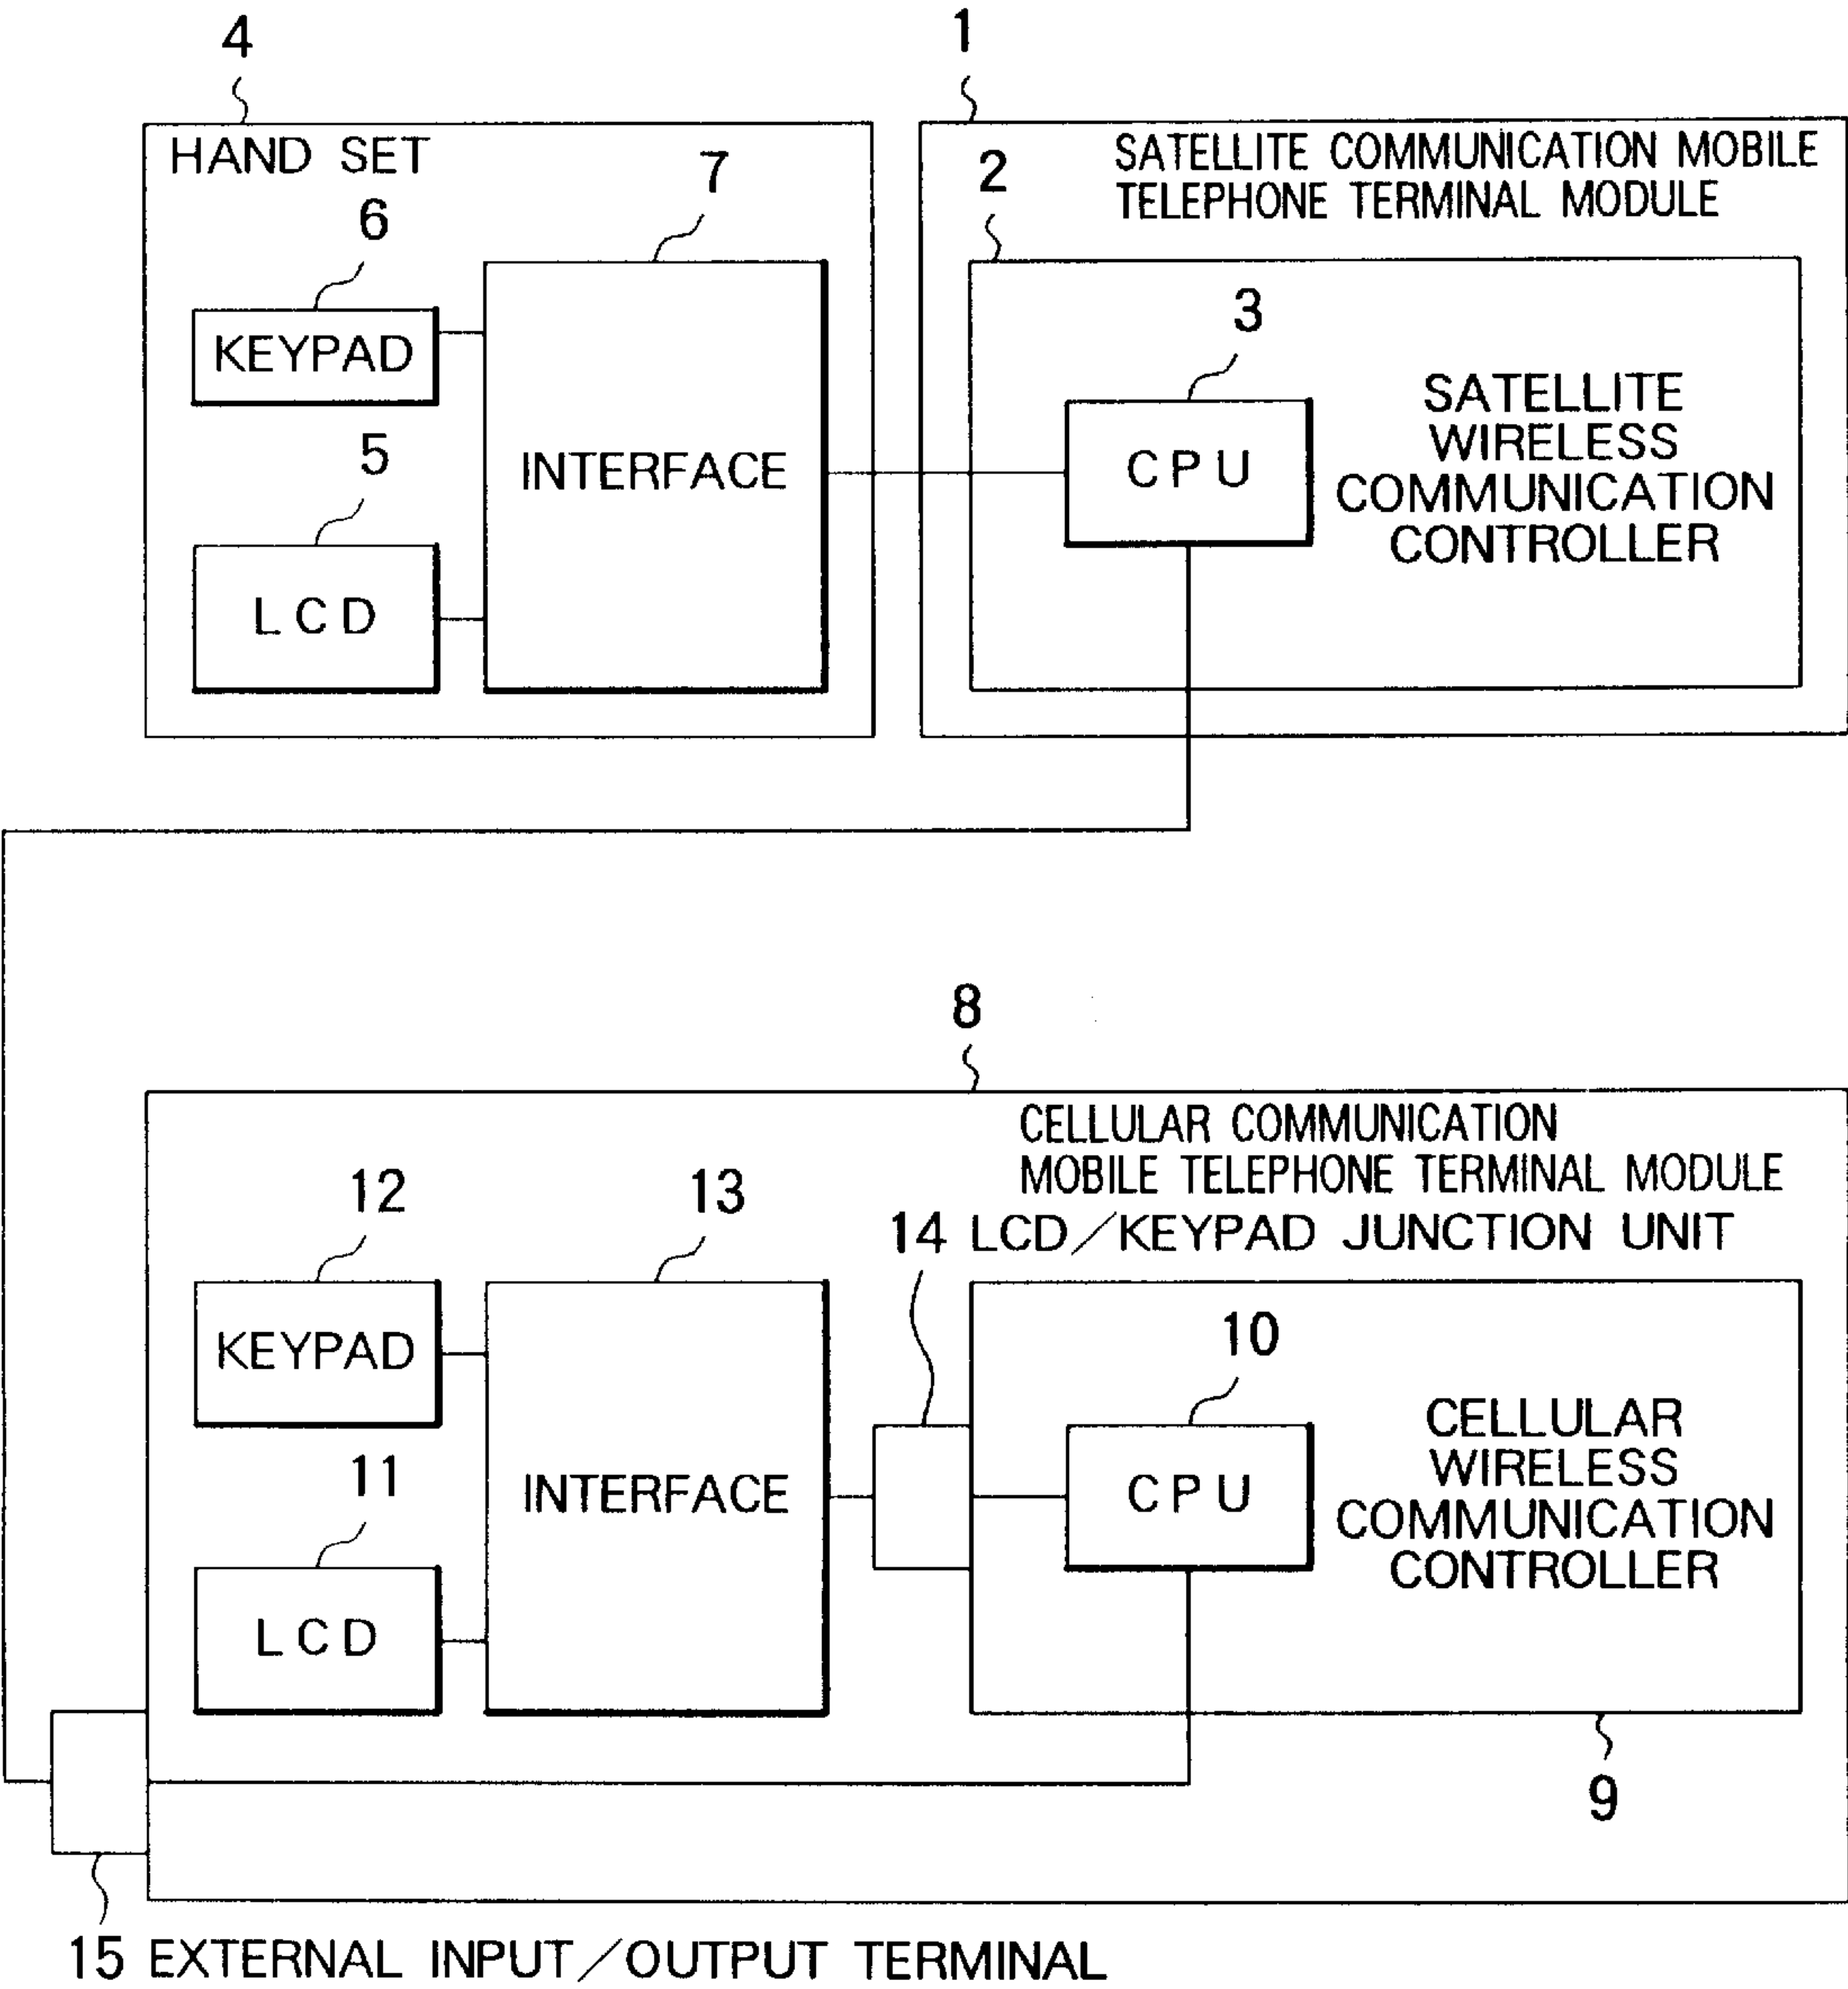 4
1
HAND SET
7
2
SATELLITE COMMUNICATION MOBILE
TELEPHONE TERMINAL MODULE
6
3
KEYPAD
SATELLITE
WIRELESS
COMMUNICATION
CONTROLLER
5
INTERFACE
CPU
LCD
8
CELLULAR COMMUNICATION
MOBILE TELEPHONE TERMINAL MODULE
12
13
14 LCD/KEYPAD JUNCTION UNIT
KEYPAD
10
CELLULAR
WIRELESS
COMMUNICATION
CONTROLLER
11
INTERFACE
CPU
LCD
9
15 EXTERNAL INPUT/OUTPUT TERMINAL